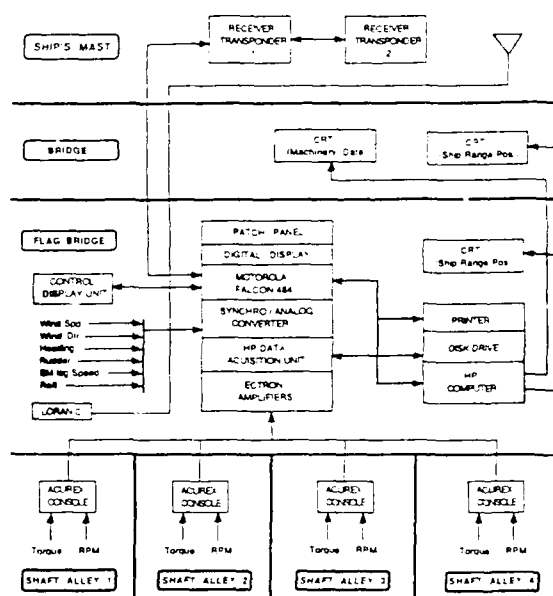 SHIP'S MAST
RECEIVER
TRANSPONDER
1
RECEIVER
TRANSPONDER
2
BRIDGE
CRT
(Machinery Data
CRT
Ship Range Pos.
FLAG BRIDGE
PATCH PANEL
DIGITAL DISPLAY
MOTOROLA
FALCON 484
SYNCHRO / ANALOG
CONVERTER
HP DATA
ACUISITION UNIT
ECTRON
AMPLIFIERS
CONTROL
DISPLAY UNIT
Wind Spd
Wind Dir
Heading
Rudder
EM log Speed
Roll
LORAN C
CRT
Ship Range Pos
PRINTER
DISK DRIVE
HP
COMPUTER
ACUREX
CONSOLE
Torque RPM
SHAFT ALLEY 1
ACUREX
CONSOLE
Torque RPM
SHAFT ALLEY 2
ACUREX
CONSOLE
Torque RPM
SHAFT ALLEY 3
ACUREX
CONSOLE
Torque RPM
SHAFT ALLEY 4